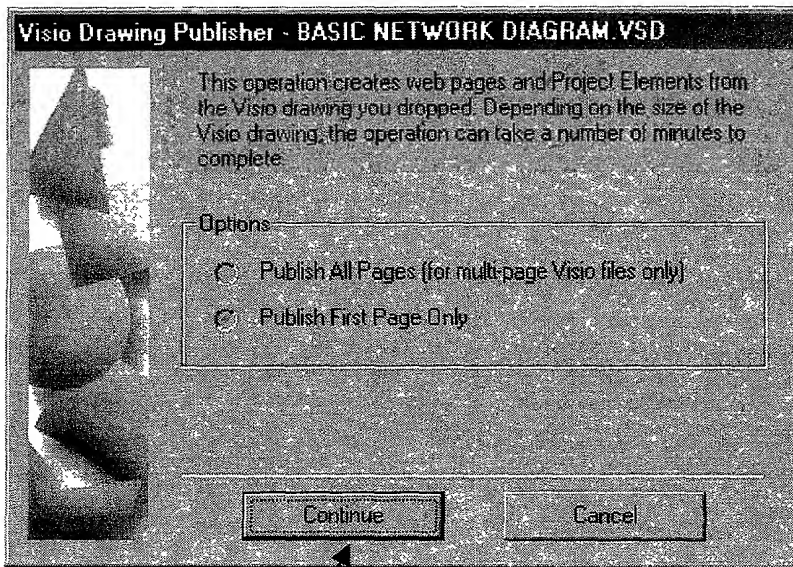 Visio Drawing Publisher - BASIC NETWORK DIAGRAM.VSD
This operation creates web pages and Project Elements from
the Visio drawing you dropped. Depending on the size of the
Visio drawing, the operation can take a number of minutes to
complete.
Options
Publish All Pages (for multi-page Visio files only)
Publish First Page Only
Continue
Cancel